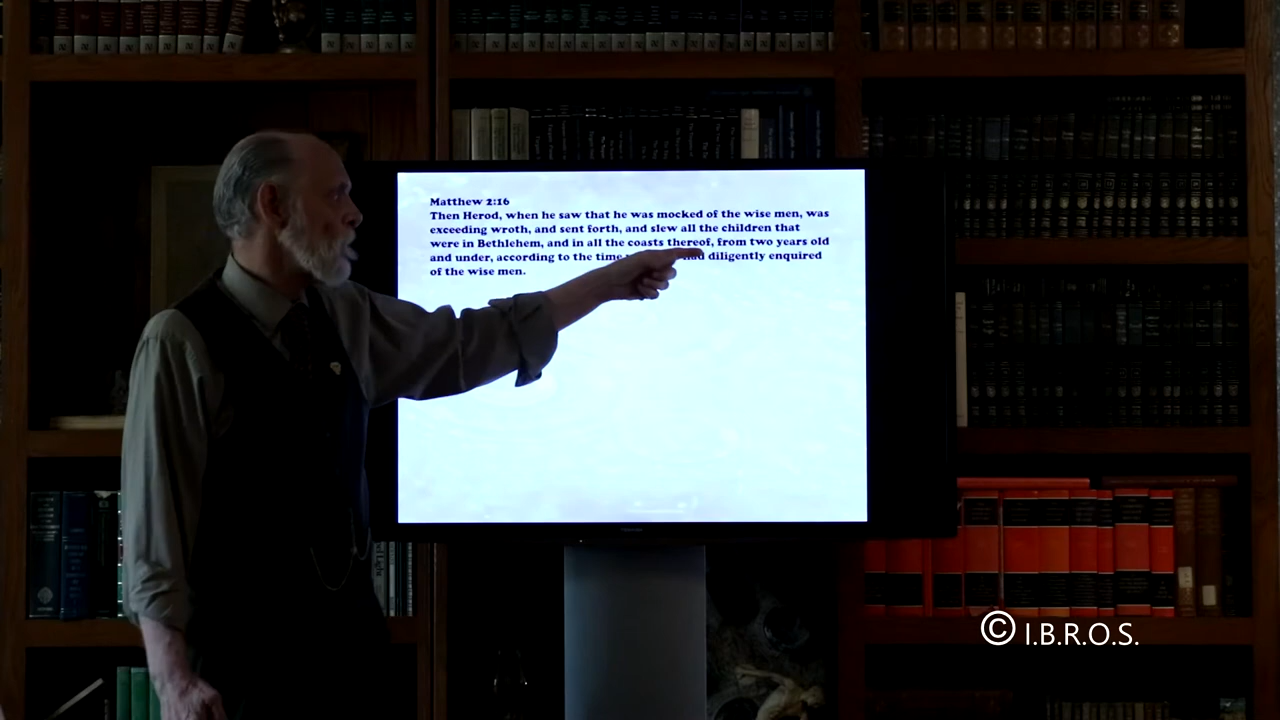 Matthew 2:16
Then Herod, when he saw that he was mocked of the wise men, was
exceeding wroth, and sent forth, and slew all the children that
were in Bethlehem, and in all the coasts thereof, from two years old
and under, according to the time had diligently enquired
of the wise men.
© I.B.R.O.S.